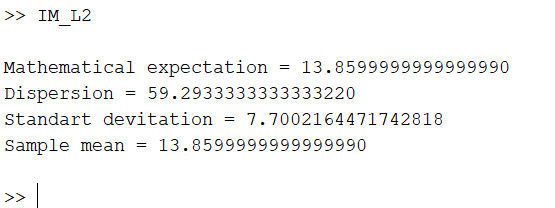 >> IM_L2
Mathematical expectation = 13.8599999999999990
Dispersion = 59.2933333333333220
Standart devitation = 7.7002164471742818
Sample mean = 13.8599999999999990
>>